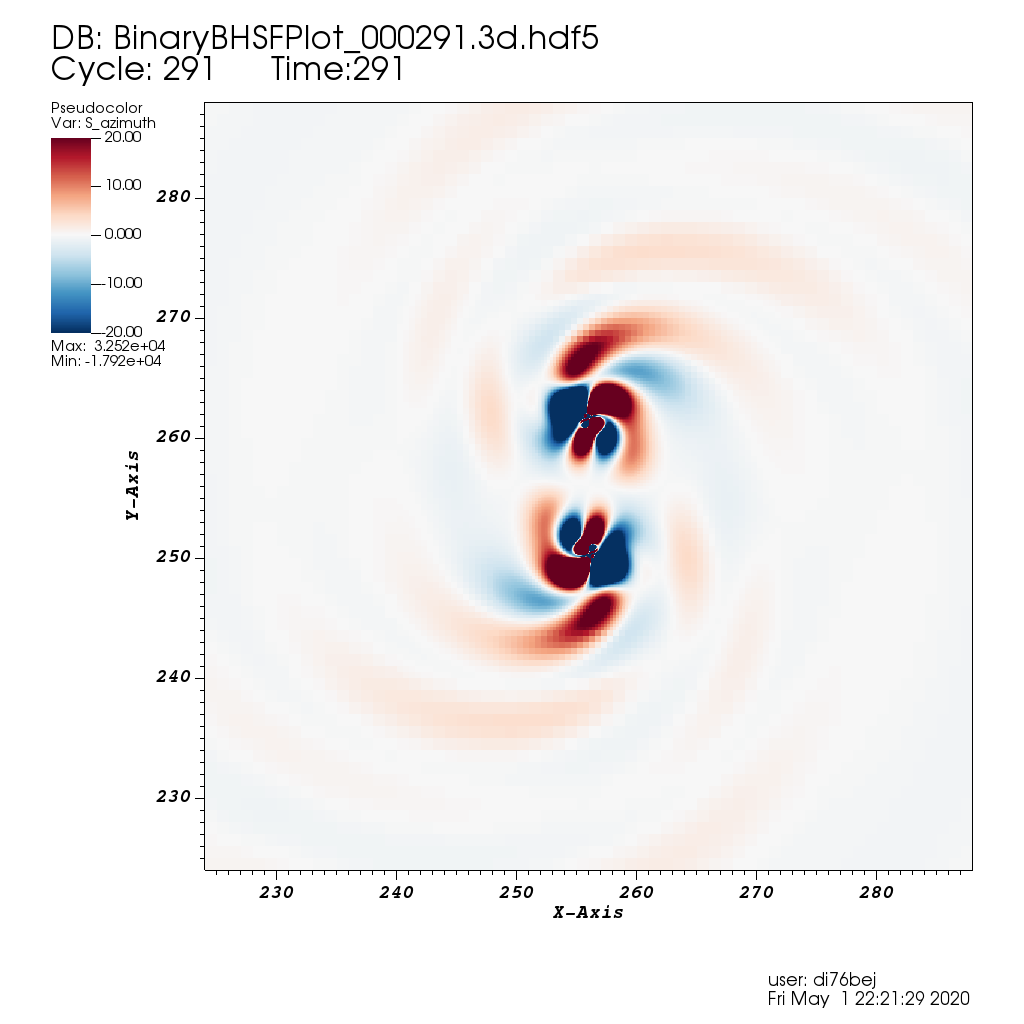 DB: BinaryBHSFPlot_000291.3d.hdf5
Cycle: 291 Time:291
Pseudocolor
Var: S_azimuth
20.00
10.00
0.000
-10.00
-20.00
Max: 3.252e+04
Min: -1.792e+04
Y-Axis
280
270
260
250
240
230
230 240 250 260 270 280
X-Axis
user: di76bej
Fri May 1 22:21:29 2020